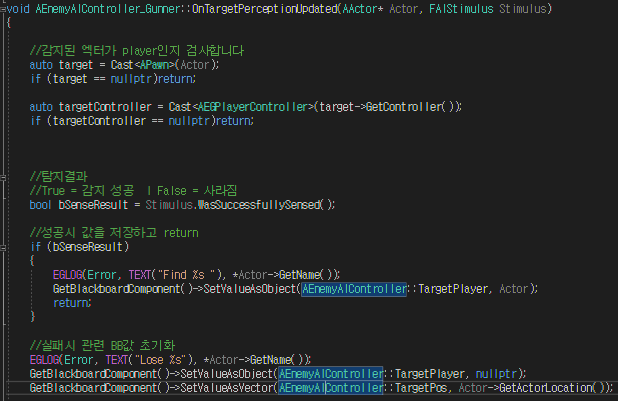 void AEnemyAIController_Gunner::OnTargetPerceptionUpdated(AActor* Actor, FAIStimulus Stimulus)
{
//감지된 엑터가 player인지 검사합니다
auto target = Cast<APawn>(Actor);
if (target == nullptr)return;
auto targetController = Cast<AEGPlayerController>(target->GetController());
if (targetController == nullptr)return;
//탐지결과
//True = 감지 성공 | False = 사라짐
bool bSenseResult = Stimulus.WasSuccessfullySensed();
//성공시 값을 저장하고 return
if (bSenseResult)
{
EGLOG(Error, TEXT("Find %s "), *Actor->GetName());
GetBlackboardComponent()->SetValueAsObject(AEnemyAIController::TargetPlayer, Actor);
return;
}
//실패시 관련 BB값 초기화
EGLOG(Error, TEXT("Lose %s"), *Actor->GetName());
GetBlackboardComponent()->SetValueAsObject(AEnemyAIController::TargetPlayer, nullptr);
GetBlackboardComponent()->SetValueAsVector(AEnemyAIController::TargetPos, Actor->GetActorLocation());